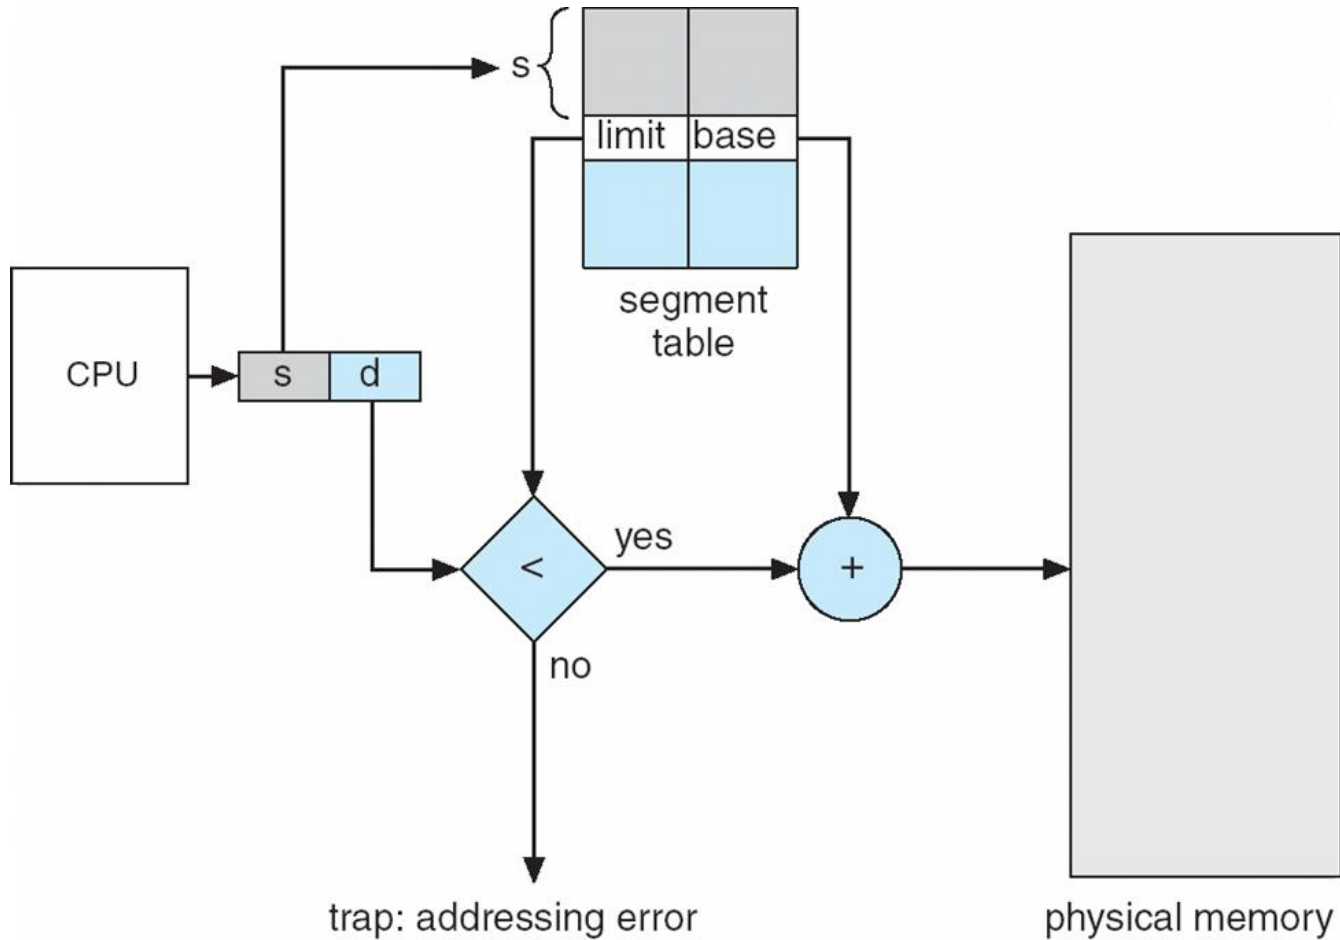 s
limit
base
segment
table
CPU
s
d
<
yes
+
no
trap: addressing error
physical memory